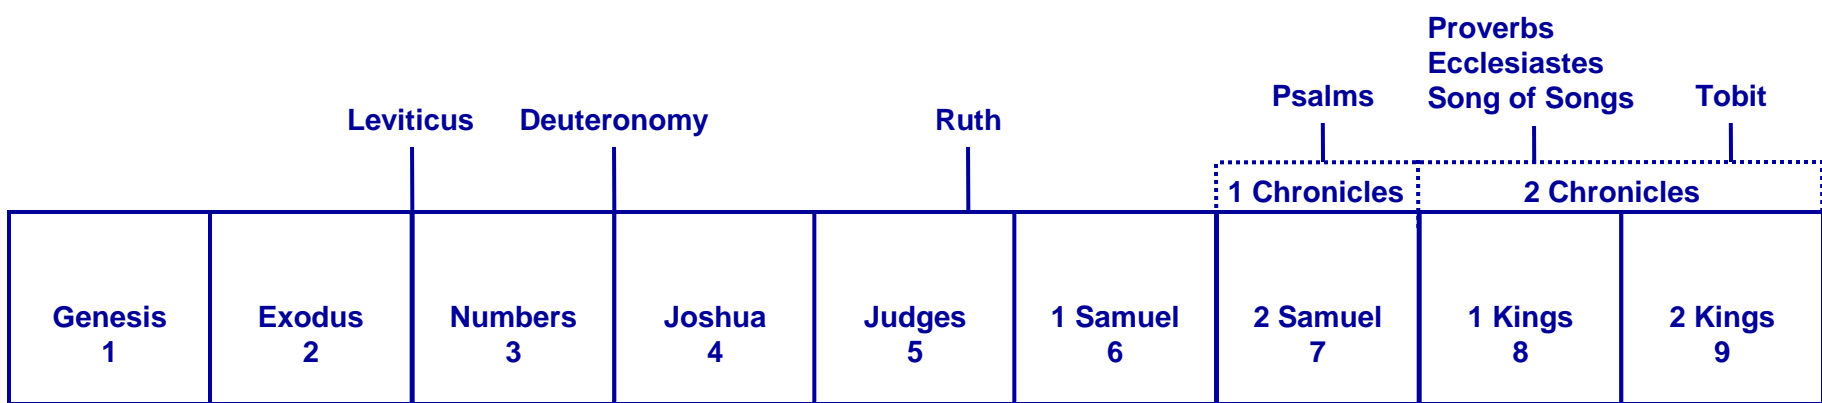 Proverbs
Ecclesiastes
Song of Songs
Psalms
Tobit
Leviticus
Deuteronomy
Ruth
1 Chronicles
2 Chronicles
Genesis
1
Exodus
2
Numbers
3
Joshua
4
Judges
5
1 Samuel
6
2 Samuel
7
1 Kings
8
2 Kings
9